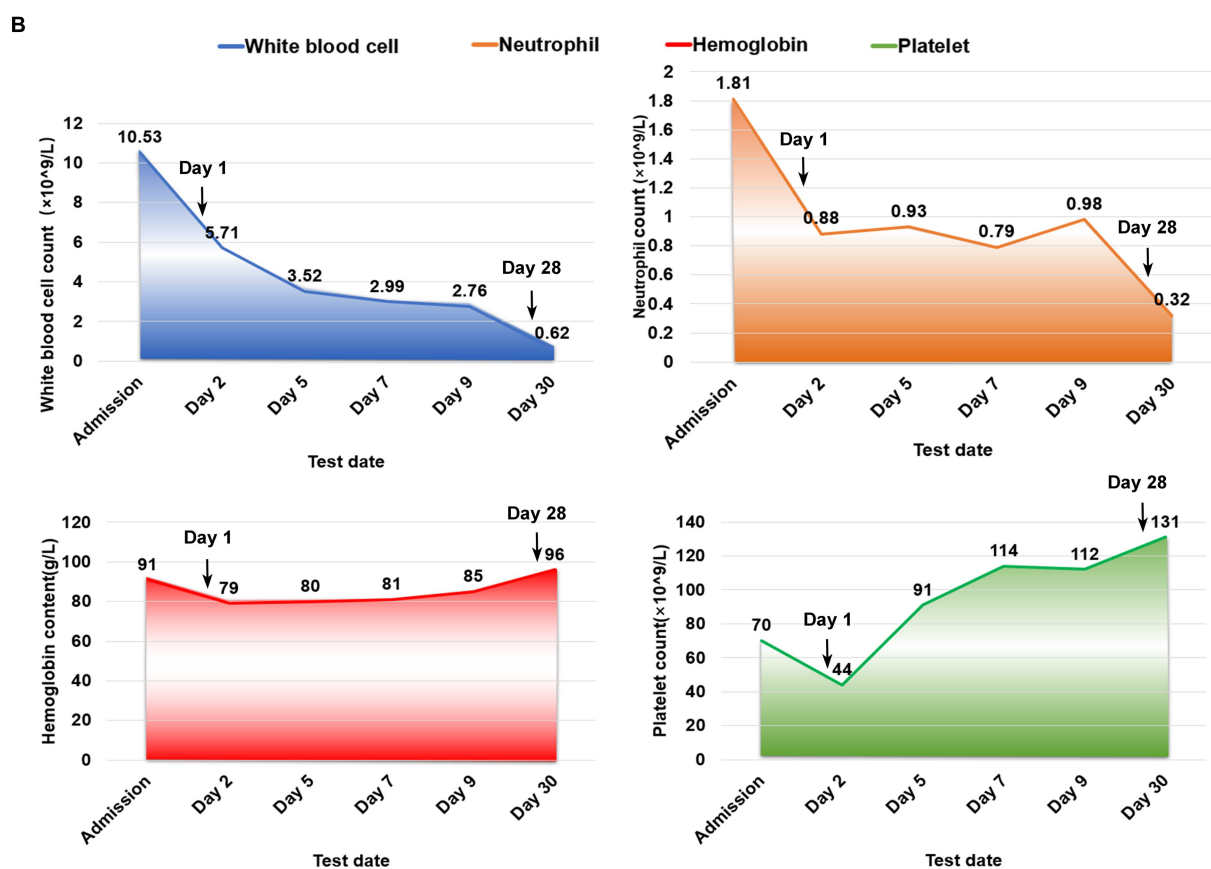 B
White blood cell Neutrophil Hemoglobin Platelet
White blood cell count (×10^9/L)
12
10
8
6
4
2
0
10.53
Day 1
5.71
3.52
2.99
2.76
Day 28
0.62
Admission Day 2 Day 5 Day 7 Day 9 Day 30
Test date
Neutrophil count (×10^9/L)
2
1.8
1.6
1.4
1.2
1
0.8
0.6
0.4
0.2
0
1.81
Day 1
0.88
0.93
0.79
0.98
Day 28
0.32
Admission Day 2 Day 5 Day 7 Day 9 Day 30
Test date
Hemoglobin content(g/L)
120
100
80
60
40
20
0
91
Day 1
79
80
81
85
Day 28
96
Admission Day 2 Day 5 Day 7 Day 9 Day 30
Test date
Platelet count(×10^9/L)
140
120
100
80
60
40
20
0
70
Day 1
44
91
114
112
Day 28
131
Admission Day 2 Day 5 Day 7 Day 9 Day 30
Test date